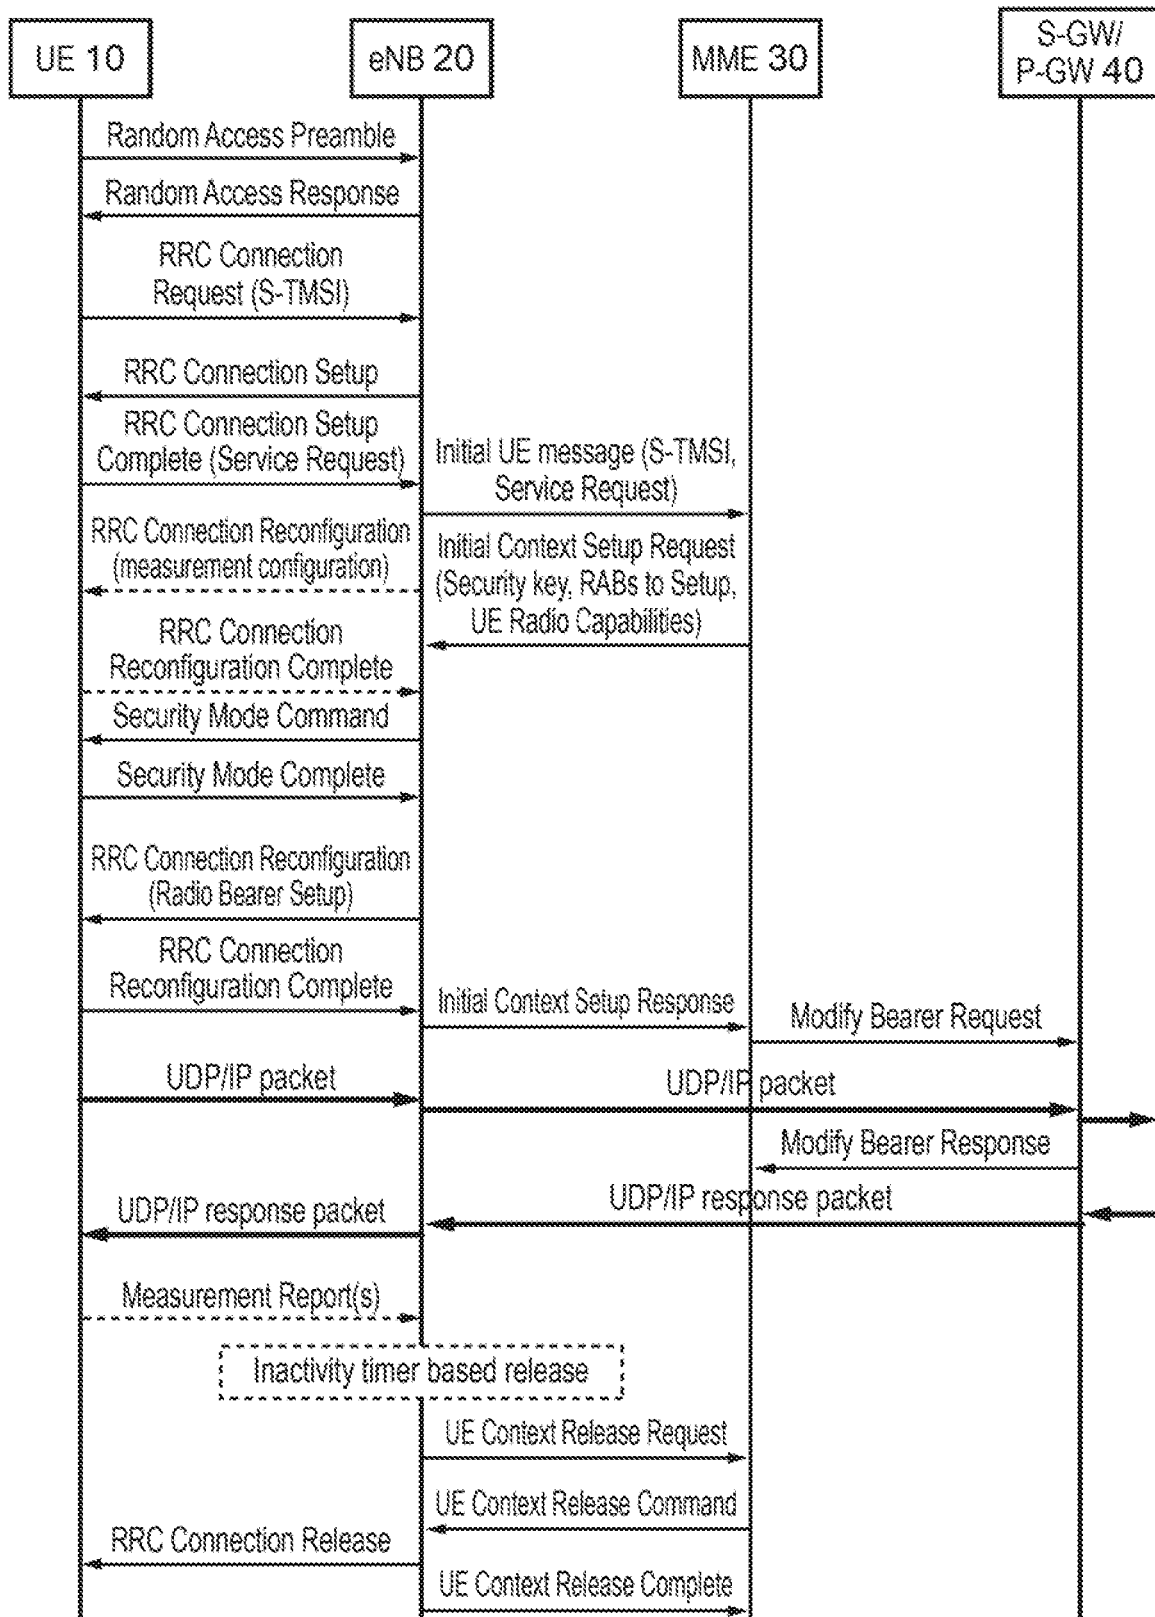 UE 10
eNB 20
MME 30
S-GW/
P-GW 40
Random Access Preamble
Random Access Response
RRC Connection
Request (S-TMSI)
RRC Connection Setup
RRC Connection Setup
Complete (Service Request)
Initial UE message (S-TMSI,
Service Request)
RRC Connection Reconfiguration
(measurement configuration)
Initial Context Setup Request
(Security key, RABs to Setup,
UE Radio Capabilities)
RRC Connection
Reconfiguration Complete
Security Mode Command
Security Mode Complete
RRC Connection Reconfiguration
(Radio Bearer Setup)
RRC Connection
Reconfiguration Complete
Initial Context Setup Response
Modify Bearer Request
UDP/IP packet
UDP/IP packet
Modify Bearer Response
UDP/IP response packet
UDP/IP response packet
Measurement Report(s)
Inactivity timer based release
UE Context Release Request
UE Context Release Command
RRC Connection Release
UE Context Release Complete